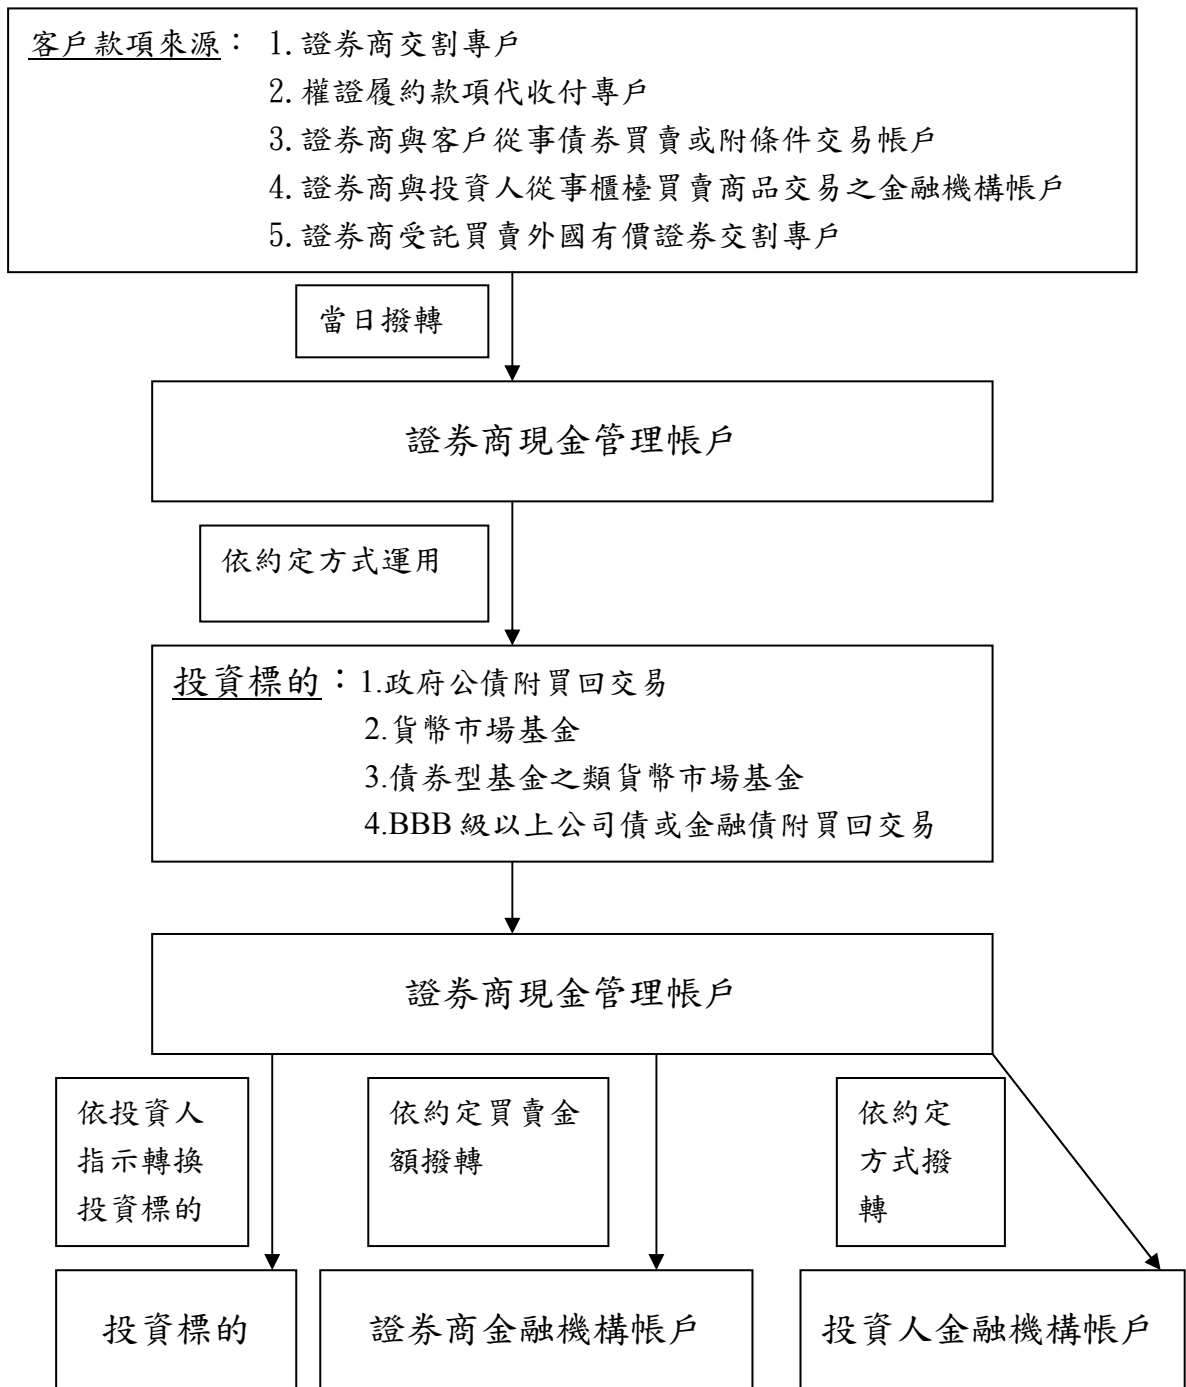 客戶款項來源： 1.證券商交割專戶
2.權證履約款項代收付專戶
3.證券商與客戶從事債券買賣或附條件交易帳戶
4.證券商與投資人從事櫃檯買賣商品交易之金融機構帳戶
5.證券商受託買賣外國有價證券交割專戶
當日撥轉
證券商現金管理帳戶
依約定方式運用
投資標的：1.政府公債附買回交易
2.貨幣市場基金
3.債券型基金之類貨幣市場基金
4.BBB 級以上公司債或金融債附買回交易
證券商現金管理帳戶
依投資人
指示轉換
投資標的
依約定買賣金
額撥轉
依約定
方式撥
轉
投資標的
證券商金融機構帳戶
投資人金融機構帳戶